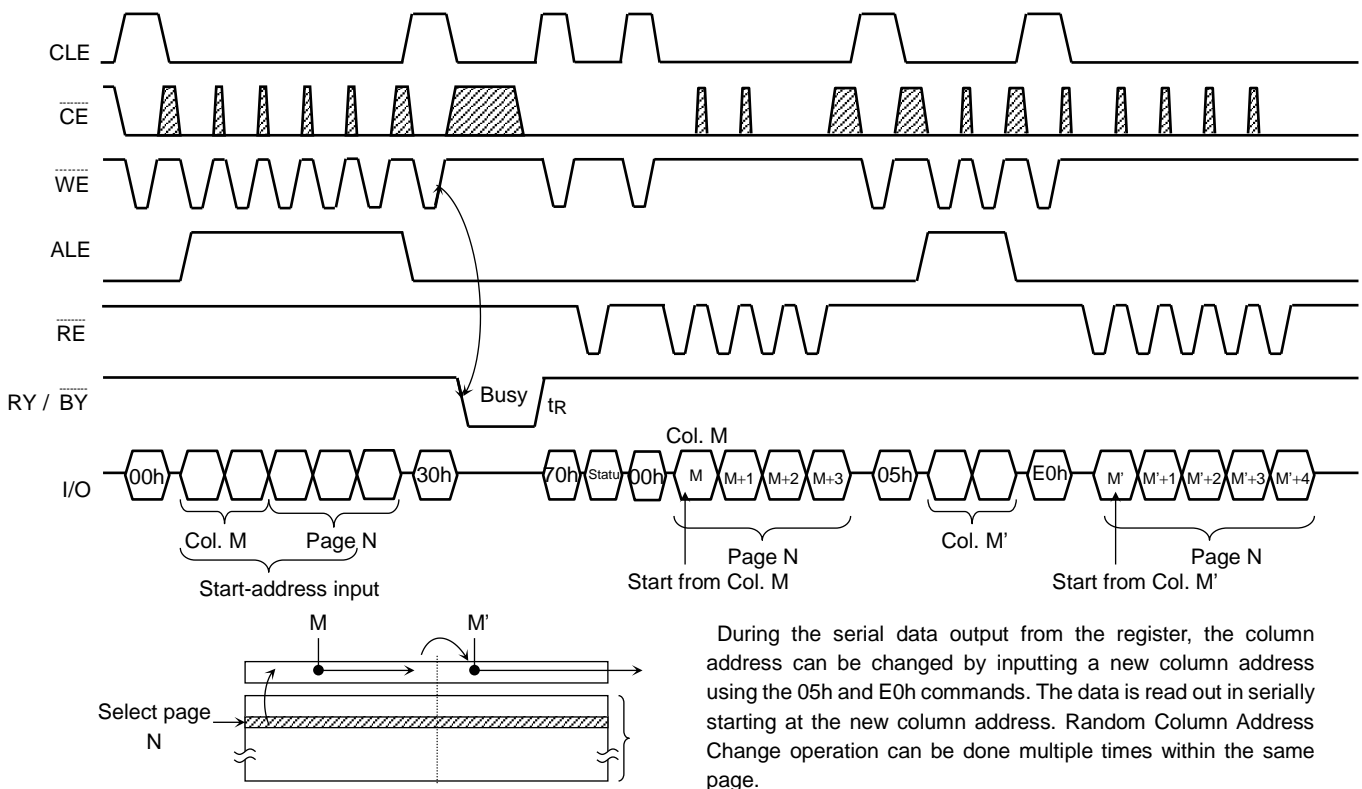 CLE
CE
WE
ALE
RE
RY / BY
Busy
tR
Col. M
I/O
00h
30h
70h
Statu
00h
M
M+1
M+2
M+3
05h
E0h
M'
M'+1
M'+2
M'+3
M'+4
Col. M
Page N
Page N
Col. M'
Page N
Start-address input
Start from Col. M
Start from Col. M'
M
M'
Select page
N
During the serial data output from the register, the column
address can be changed by inputting a new column address
using the 05h and E0h commands. The data is read out in serially
starting at the new column address. Random Column Address
Change operation can be done multiple times within the same
page.